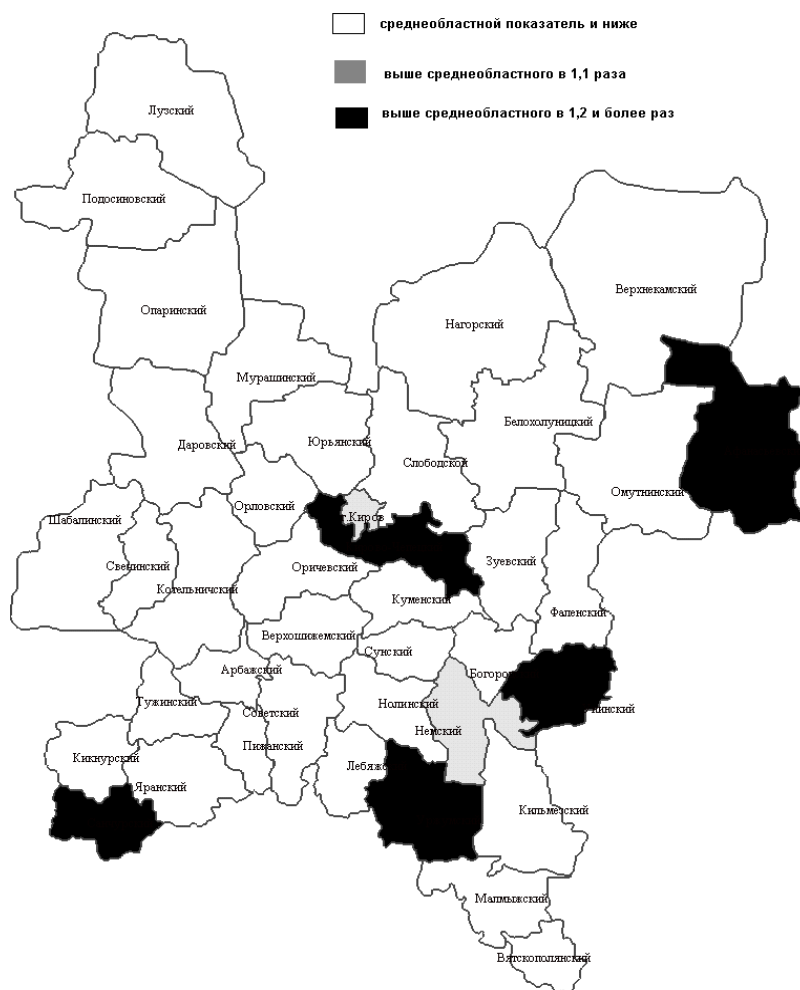 среднеобластной показатель и ниже
выше среднеобластного в 1,1 раза
выше среднеобластного в 1,2 и более раз
Лузский
Подосиновский
Опаринский
Верхнекамский
Нагорский
Мурашинский
Белохолуницкий
Даровский
Юрьянский
Слободской
Омутнинский
Орловский
г.Киров
Шабалинский
Свечинский
Оричевский
Зуевский
Котельничский
Куменский
Фаленский
Верхошижемский
Сунский
Арбажский
Богород
Тужинский
Советский
Нолинский
нинский
Немский
Пижанский
Кикнурский
Лебяже
Яранский
Кильмезский
Малмыжский
Вятскополянский